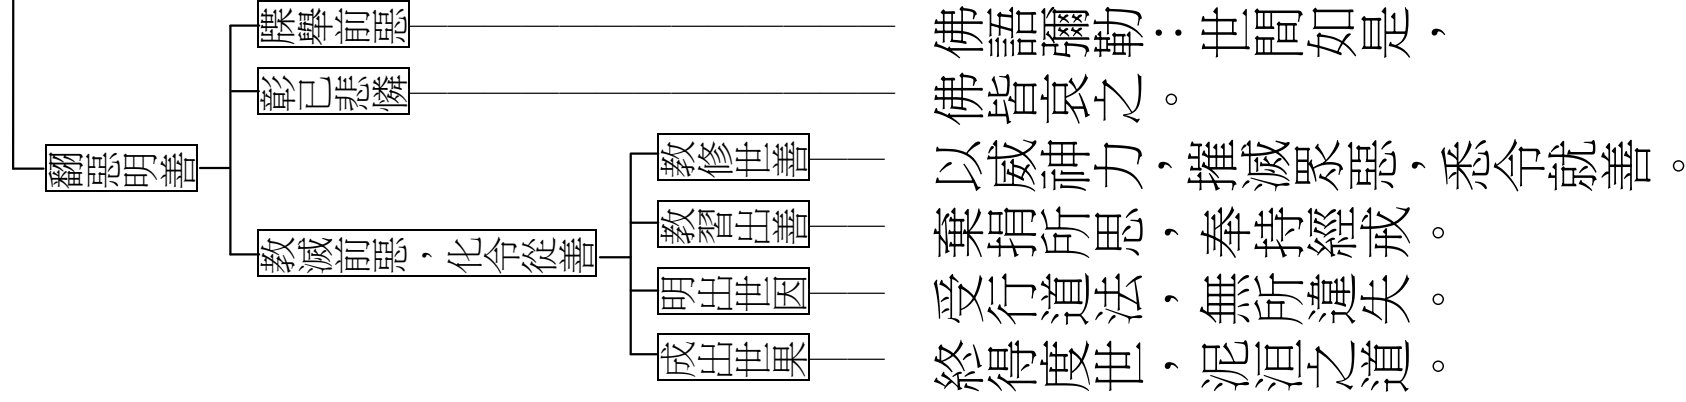 翻惡明善
牒舉前惡
佛語彌勒：世間如是，
彰已悲憐
佛皆哀之。
教滅前惡，化令從善
教修世善
以威神力，摧滅眾惡，悉令就善。
教習出善
棄捐所思，奉持經戒。
明出世因
受行道法，無所違失。
成出世果
終得度世，泥洹之道。